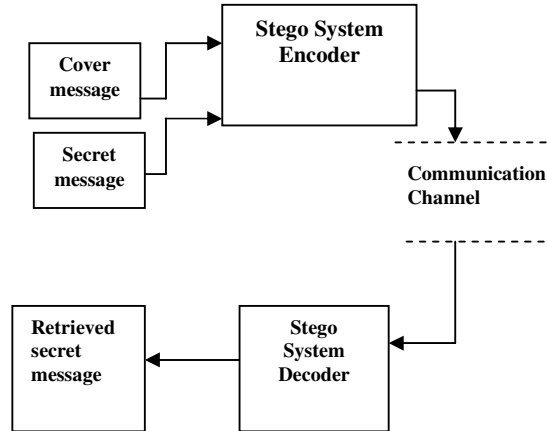 Stego System
Encoder
Cover
message
Secret
message
Communication
Channel
Retrieved
secret
message
Stego
System
Decoder